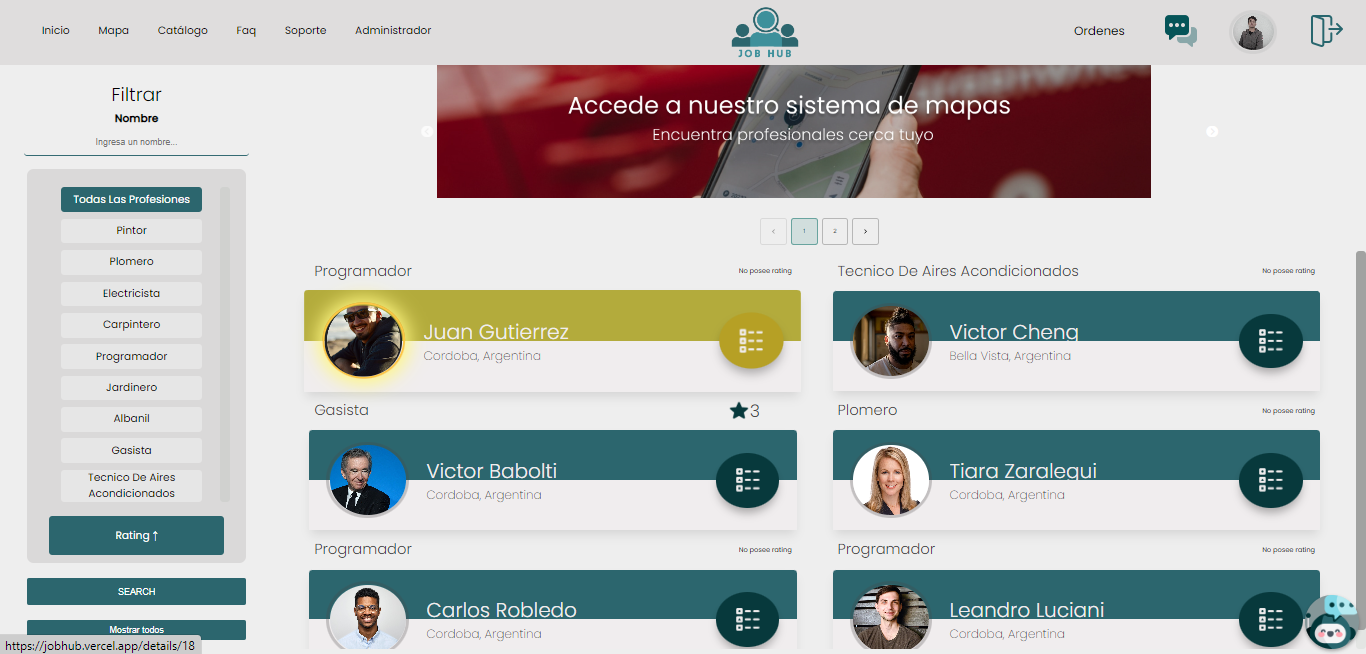 Inicio
Mapa
Catálogo
Faq
Soporte
Administrador
JOB HUB
Ordenes
Filtrar
Nombre
Ingresa un nombre...
Todas Las Profesiones
Pintor
Plomero
Electricista
Carpintero
Programador
Jardinero
Albanil
Gasista
Tecnico De Aires
Acondicionados
Rating ↑
SEARCH
Mostrar todos
https://jobhub.vercel.app/details/18
Accede a nuestro sistema de mapas
Encuentra profesionales cerca tuyo
< 1 2 >
Programador
No posee rating
Juan Gutierrez
Cordoba, Argentina
Tecnico De Aires Acondicionados
No posee rating
Victor Cheng
Bella Vista, Argentina
Gasista
★3
Victor Babolti
Cordoba, Argentina
Plomero
No posee rating
Tiara Zaralequi
Cordoba, Argentina
Programador
No posee rating
Carlos Robledo
Cordoba, Argentina
Programador
No posee rating
Leandro Luciani
Cordoba, Argentina